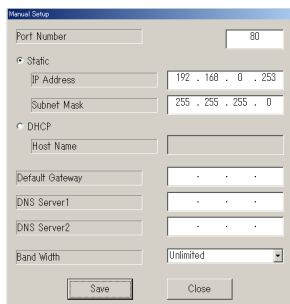 Manual Setup
Port Number 80
Static
IP Address 192 . 168 . 0 . 253
Subnet Mask 255 . 255 . 255 . 0
DHCP
Host Name
Default Gateway . . .
DNS Server1 . . .
DNS Server2 . . .
Band Width Unlimited
Save Close